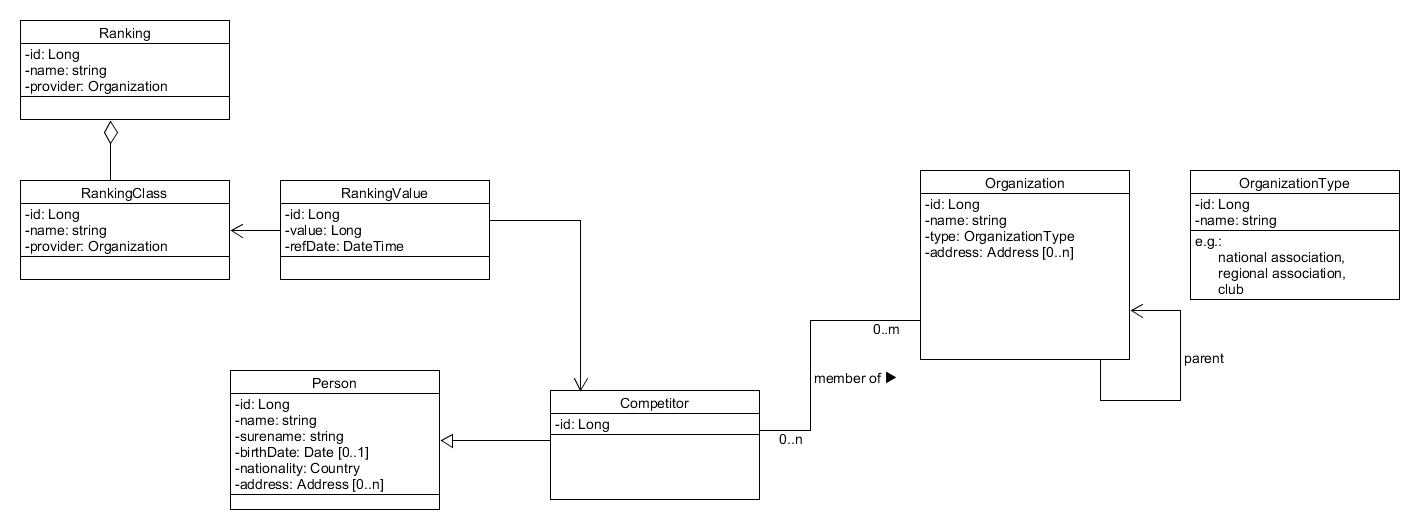 Ranking
-id: Long
-name: string
-provider: Organization
RankingClass
-id: Long
-name: string
-provider: Organization
RankingValue
-id: Long
-value: Long
-refDate: DateTime
Organization
-id: Long
-name: string
-type: OrganizationType
-address: Address [0..n]
OrganizationType
-id: Long
-name: string
e.g.:
national association,
regional association,
club
0..m
parent
member of
Person
-id: Long
-name: string
-surename: string
-birthDate: Date [0..1]
-nationality: Country
-address: Address [0..n]
Competitor
-id: Long
0..n